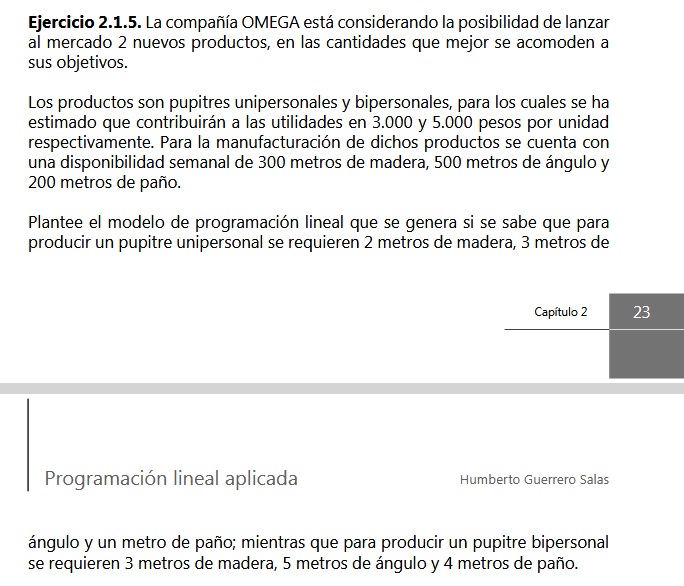 Ejercicio 2.1.5. La compañía OMEGA está considerando la posibilidad de lanzar
al mercado 2 nuevos productos, en las cantidades que mejor se acomoden a
sus objetivos.
Los productos son pupitres unipersonales y bipersonales, para los cuales se ha
estimado que contribuirán a las utilidades en 3.000 y 5.000 pesos por unidad
respectivamente. Para la manufacturación de dichos productos se cuenta con
una disponibilidad semanal de 300 metros de madera, 500 metros de ángulo y
200 metros de paño.
Plantee el modelo de programación lineal que se genera si se sabe que para
producir un pupitre unipersonal se requieren 2 metros de madera, 3 metros de
Capítulo 2 23
Programación lineal aplicada Humberto Guerrero Salas
ángulo y un metro de paño; mientras que para producir un pupitre bipersonal
se requieren 3 metros de madera, 5 metros de ángulo y 4 metros de paño.